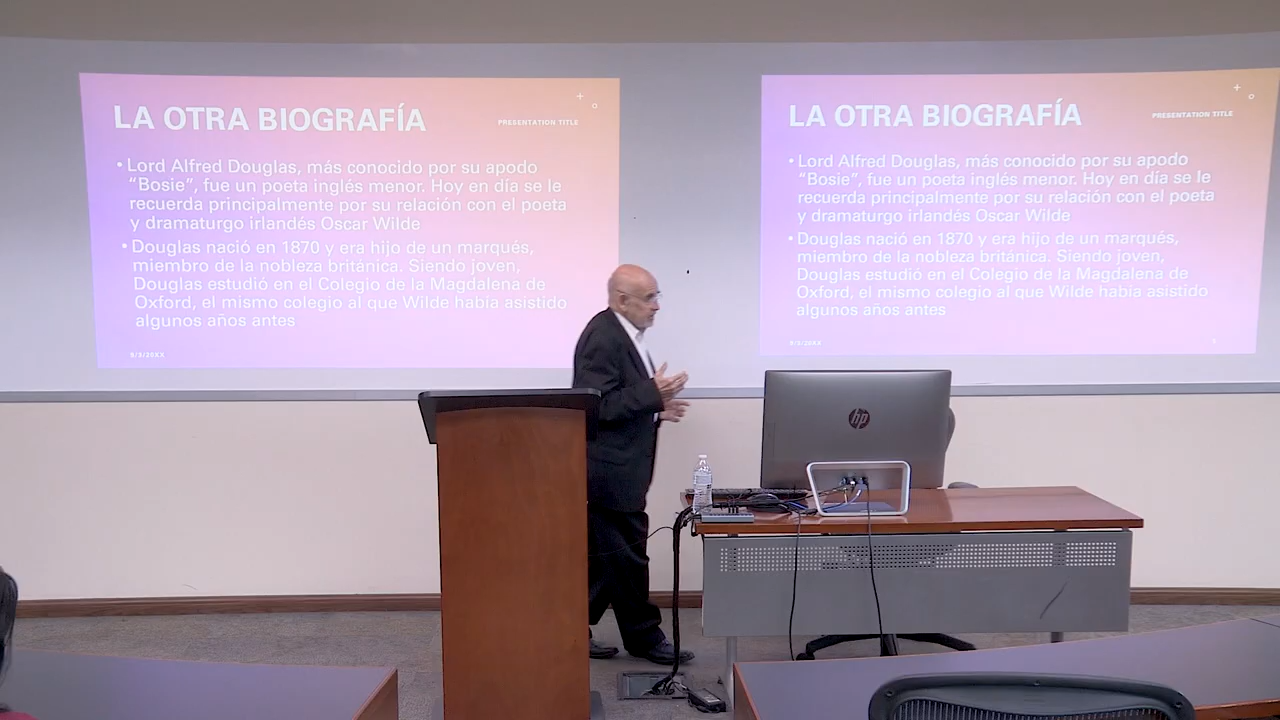 LA OTRA BIOGRAFÍA
PRESENTATION TITLE
• Lord Alfred Douglas, más conocido por su apodo
“Bosie”, fue un poeta inglés menor. Hoy en día se le
recuerda principalmente por su relación con el poeta
y dramaturgo irlandés Oscar Wilde
• Douglas nació en 1870 y era hijo de un marqués,
miembro de la nobleza británica. Siendo joven,
Douglas estudió en el Colegio de la Magdalena de
Oxford, el mismo colegio al que Wilde había asistido
algunos años antes
LA OTRA BIOGRAFÍA
PRESENTATION TITLE
• Lord Alfred Douglas, más conocido por su apodo
“Bosie”, fue un poeta inglés menor. Hoy en día se le
recuerda principalmente por su relación con el poeta
y dramaturgo irlandés Oscar Wilde
• Douglas nació en 1870 y era hijo de un marqués,
miembro de la nobleza británica. Siendo joven,
Douglas estudió en el Colegio de la Magdalena de
Oxford, el mismo colegio al que Wilde había asistido
algunos años antes
hp